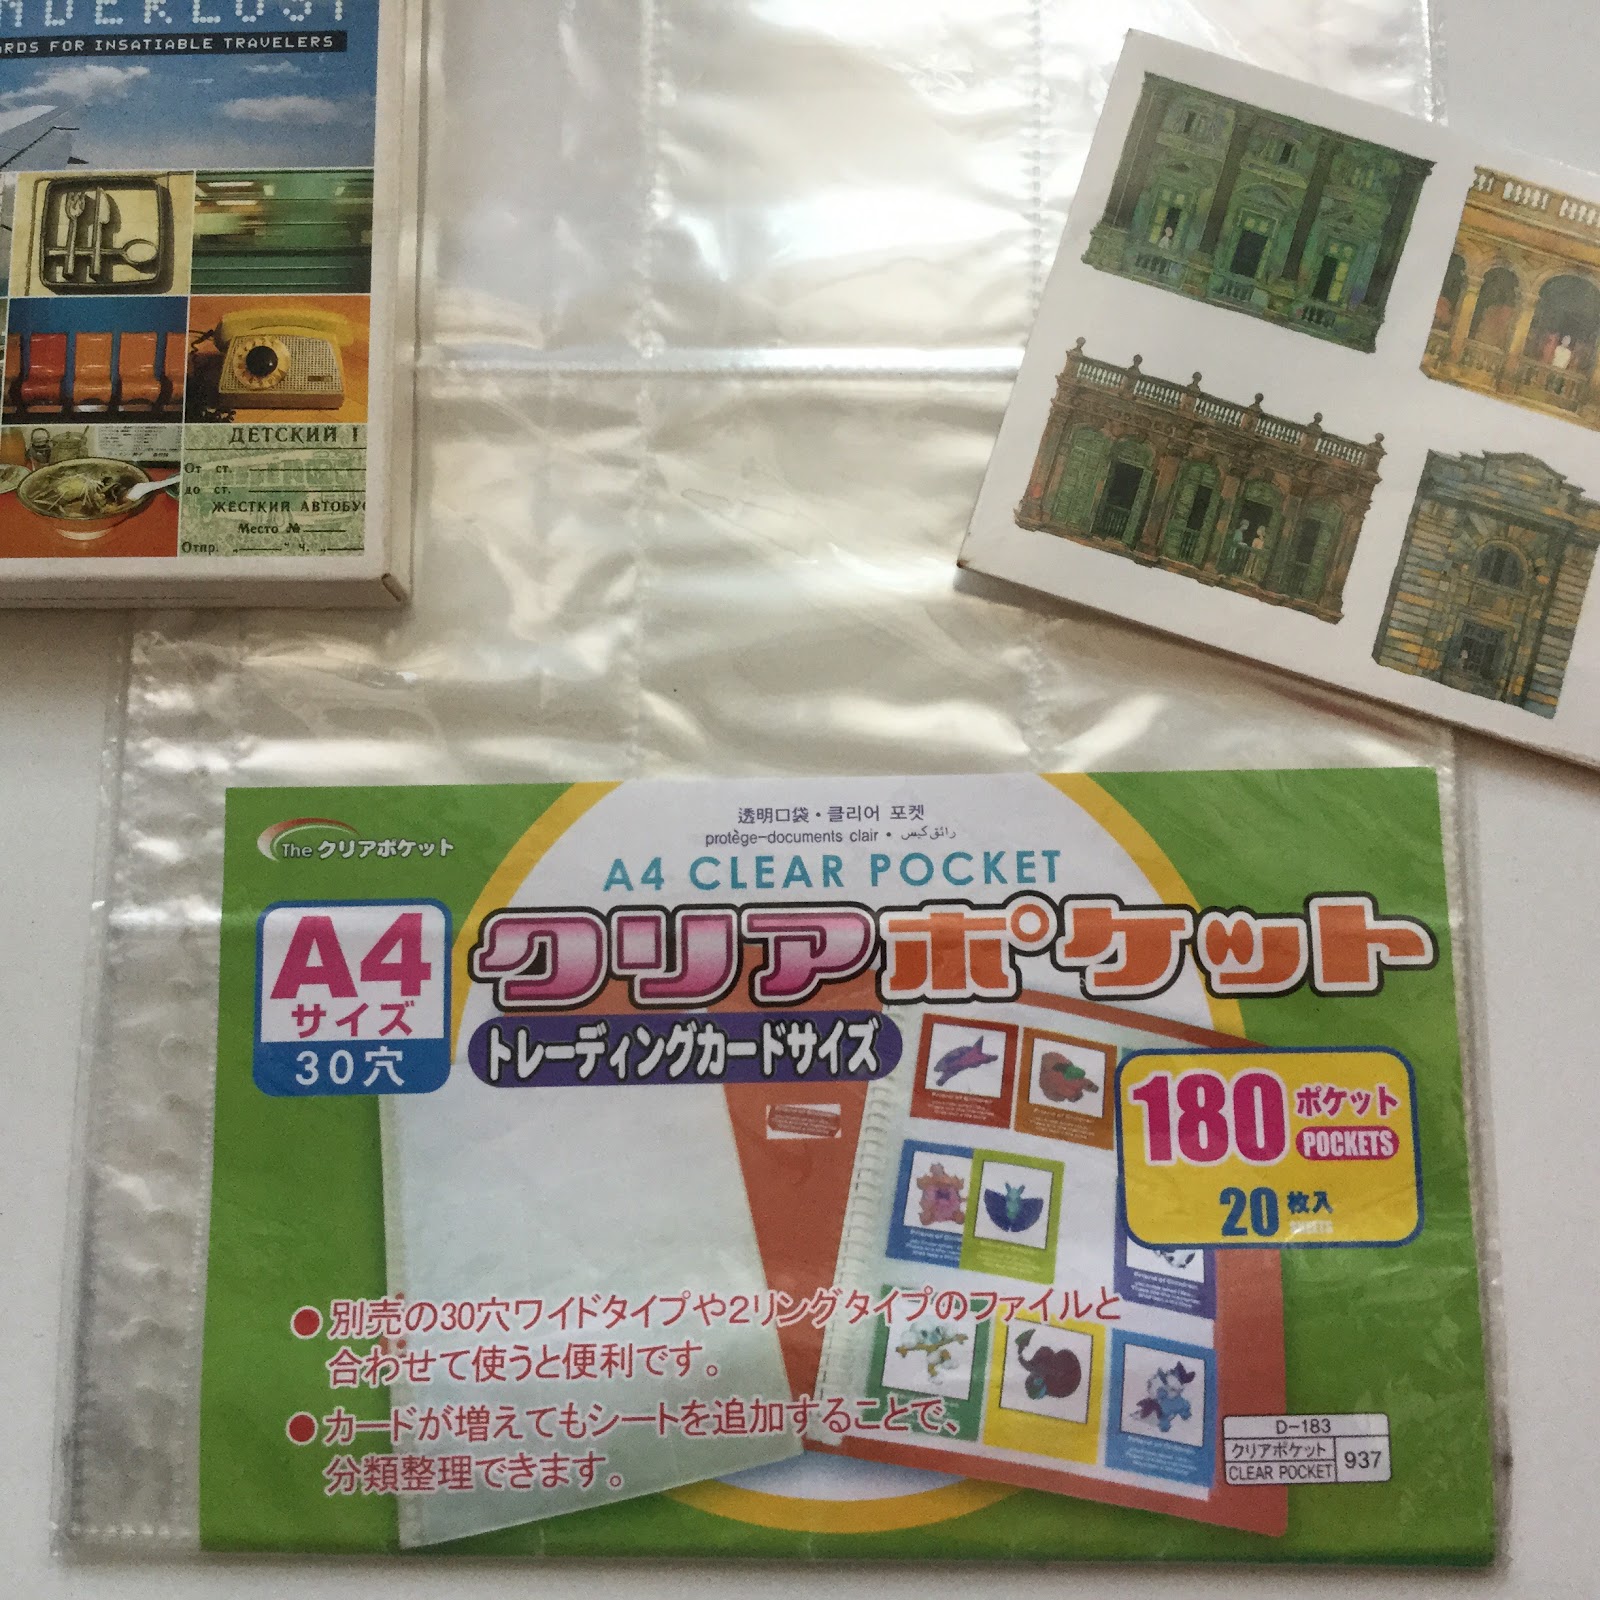 ARDS FOR INSATIABLE TRAVELERS
ДЕТСКИЙ
От ст.
до ст.
ЖЕСТКИЙ АВТОБУ
Место №
Отпр. „ “ ч.
透明口袋・클리어 포켓
protège-documents clair • رائق كيس
The クリアポケット
A4 CLEAR POCKET
クリアポケット
A4
サイズ
30穴
トレーディングカードサイズ
180 ポケット
POCKETS
20 枚入
SHEETS
●別売の30穴ワイドタイプや2リングタイプのファイルと
合わせて使うと便利です。
●カードが増えてもシートを追加することで、
分類整理できます。
D-183
クリアポケット
CLEAR POCKET
937